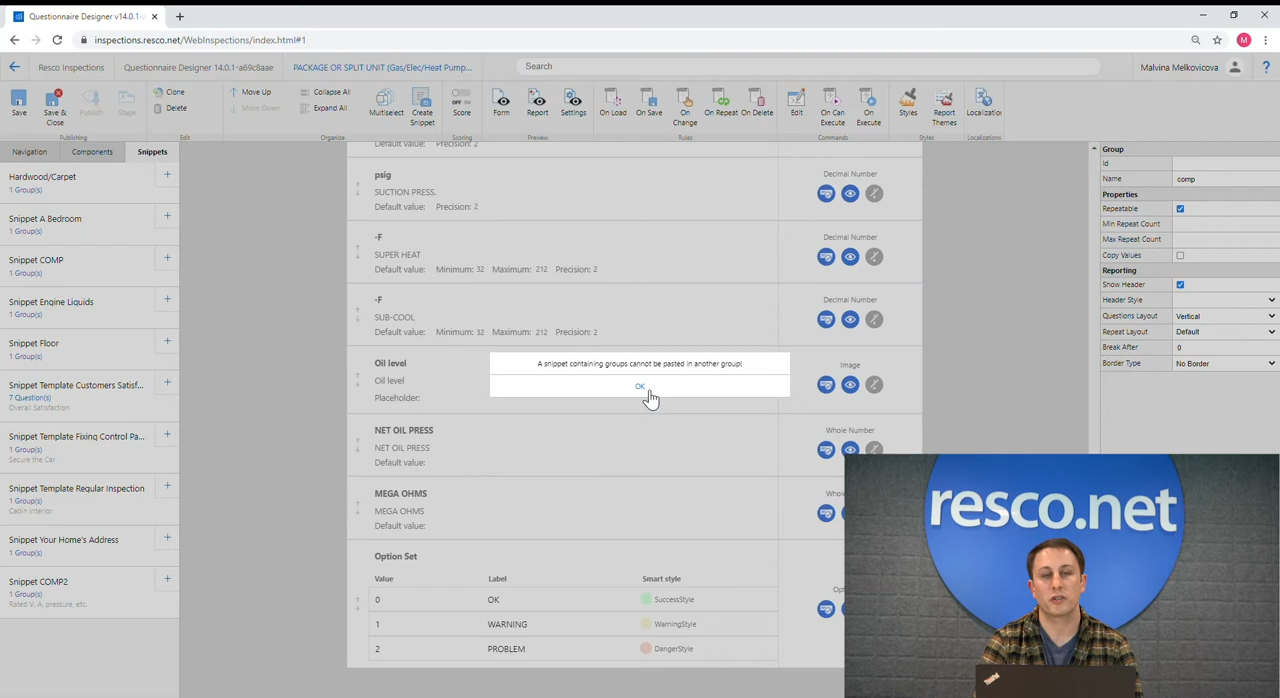 Questionnaire Designer v14.0.1-a
inspections.resco.net/WebInspections/index.html#1
M
Resco Inspections
Questionnaire Designer 14.0.1-a69c8aae
PACKAGE OR SPLIT UNIT (Gas/Elec/Heat Pump...
Search
Malvina Melkovicova
?
Save
Save & Close
Publish
Stage
Publishing
Clone
Delete
Edit
Move Up
Move Down
Collapse All
Expand All
Organize
Multiselect
Create Snippet
OFF ON
Score
Scoring
Form
Report
Settings
Preview
On Load
On Save
On Change
On Repeat
On Delete
Rules
Edit
On Can Execute
On Execute
Commands
Styles
Report Themes
Styles
Localization
Localizations
Navigation
Components
Snippets
Hardwood/Carpet
1 Group(s)
Snippet A Bedroom
1 Group(s)
Snippet COMP
1 Group(s)
Snippet Engine Liquids
1 Group(s)
Snippet Floor
1 Group(s)
Snippet Template Customers Satisf...
7 Question(s)
Overall Satisfaction
Snippet Template Fixing Control Pa...
1 Group(s)
Secure the Car.
Snippet Template Regular Inspection
1 Group(s)
Cabin Interior
Snippet Your Home's Address
1 Group(s)
Snippet COMP2
1 Group(s)
Rated V, A, pressure, etc.
Default value: Precision: 2
psig
SUCTION PRESS.
Default value: Precision: 2
Decimal Number
-F
SUPER HEAT
Default value: Minimum: 32 Maximum: 212 Precision: 2
Decimal Number
-F
SUB-COOL
Default value: Minimum: 32 Maximum: 212 Precision: 2
Decimal Number
Oil level
Oil level
Placeholder:
Image
A snippet containing groups cannot be pasted in another group!
OK
NET OIL PRESS
NET OIL PRESS
Default value:
Whole Number
MEGA OHMS
MEGA OHMS
Default value:
Whole
Option Set
Value Label Smart style
0 OK SuccessStyle
1 WARNING WarningStyle
2 PROBLEM DangerStyle
Opt
Group
Id
Name comp
Properties
Repeatable
Min Repeat Count
Max Repeat Count
Copy Values
Reporting
Show Header
Header Style
Questions Layout Vertical
Repeat Layout Default
Break After 0
Border Type No Border
resco.net